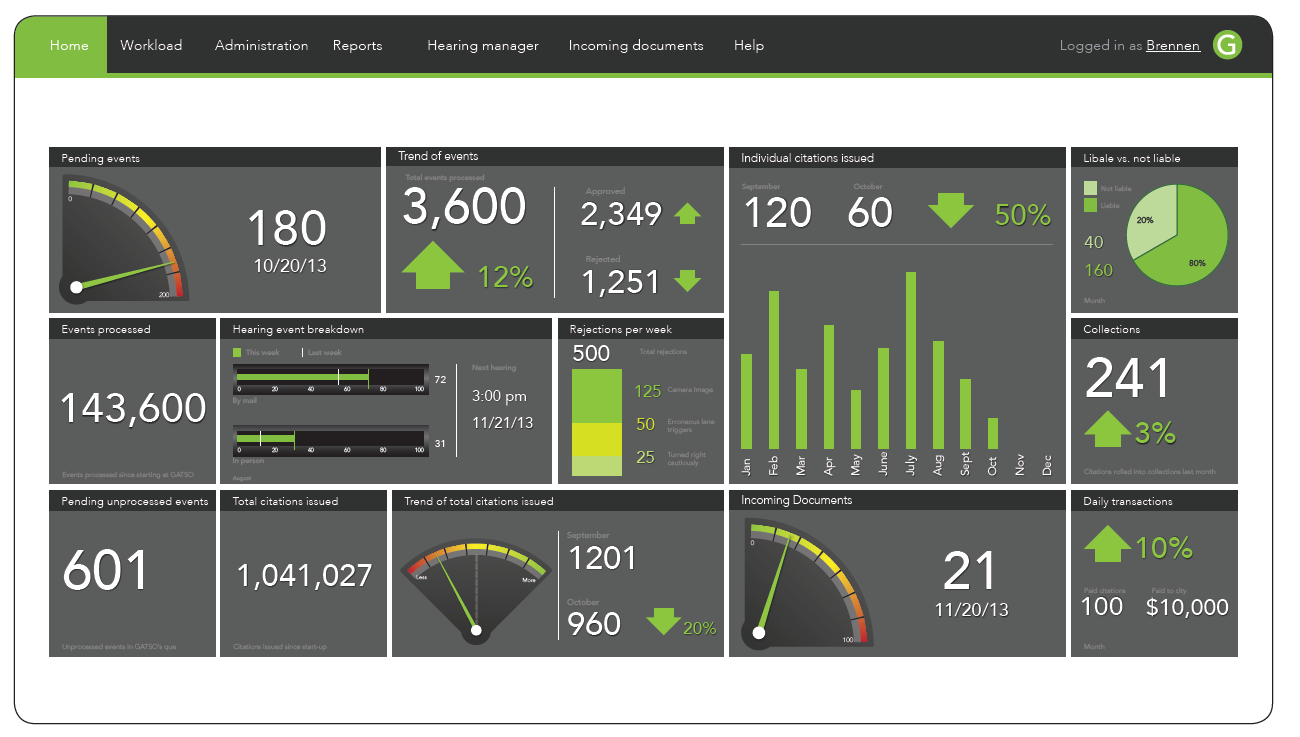 Home Workload Administration Reports Hearing manager Incoming documents Help Logged in as Brennen G
Pending events
0
200
180
10/20/13
Trend of events
Total events processed
3,600
12%
Approved
2,349
Rejected
1,251
Individual citations issued
September October
120 60 50%
Jan Feb Mar Apr May June July Aug Sept Oct Nov Dec
Libale vs. not liable
Not liable
Liable
40
160
20%
80%
Month
Events processed
143,600
Events processed since starting at GATSO
Hearing event breakdown
This week Last week
0 20 40 60 80 100
72
By mail
0 20 40 60 80 100
31
In person
August
Next hearing
3:00 pm
11/21/13
Rejections per week
500 Total rejections
125 Camera Image
50 Erroneous lane
triggers
25 Turned right
cautiously
Collections
241
3%
Citations rolled into collections last month
Pending unprocessed events
601
Unprocessed events in GATSO's que
Total citations issued
1,041,027
Citations issued since start-up
Trend of total citations issued
Less More
September
1201
October
960 20%
Incoming Documents
0
100
21
11/20/13
Daily transactions
10%
Paid citations Paid to city
100 $10,000
Month